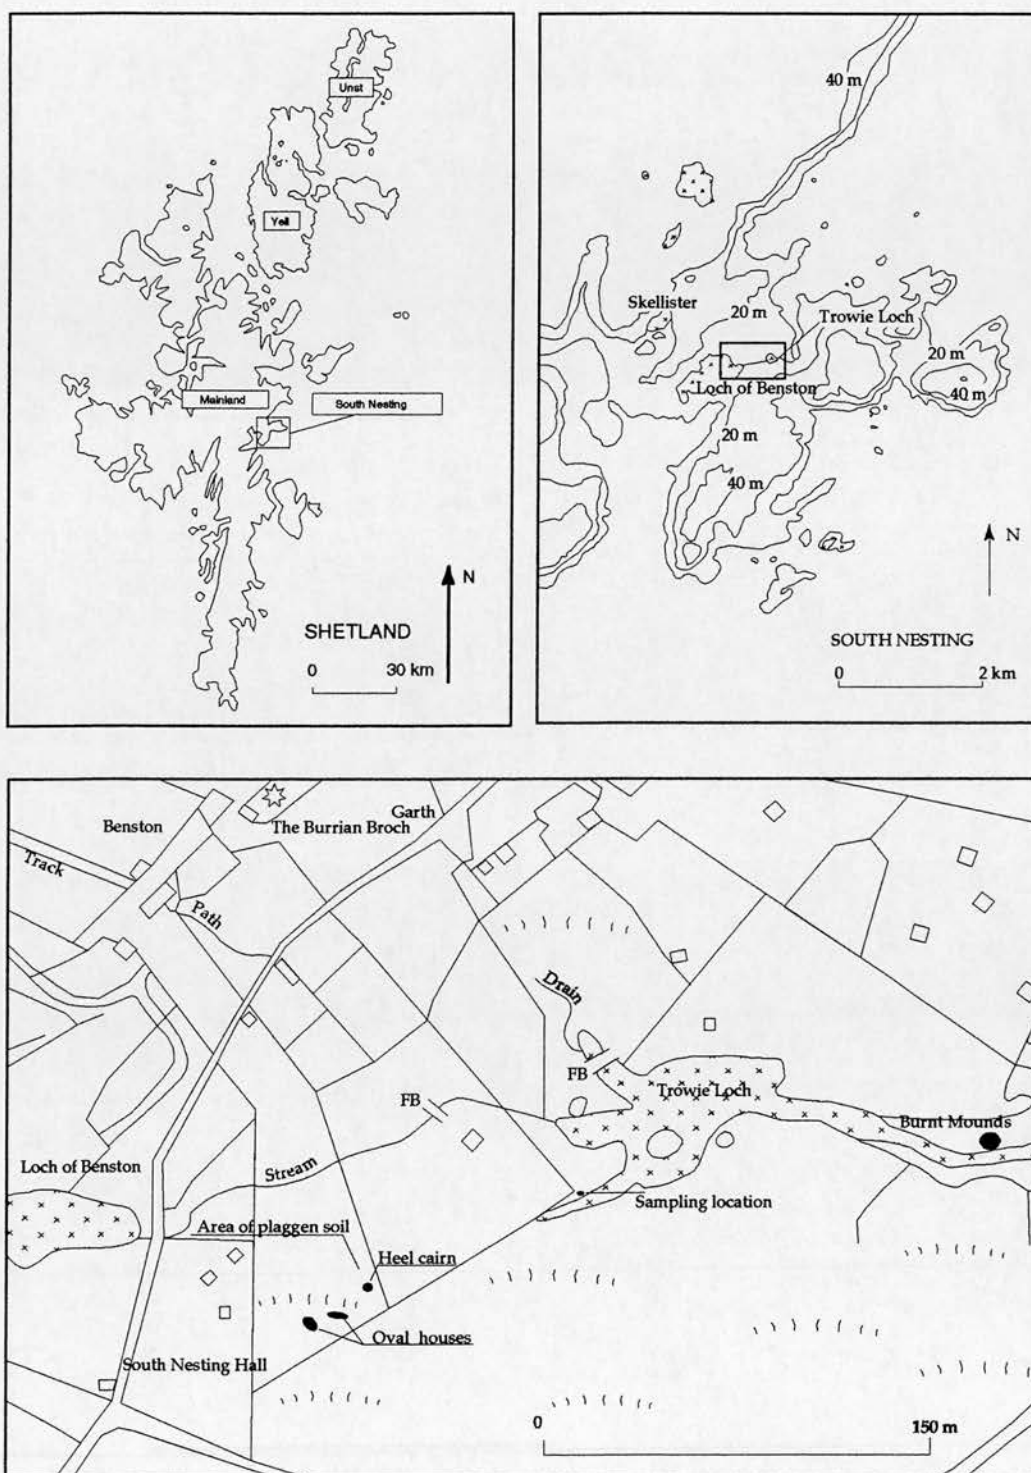 Unst
Yell
Mainland
South Nesting
N
SHETLAND
0 30 km
40 m
Skellister
20 m
Trowie Loch
20 m
Loch of Benston
40 m
20 m
40 m
N
SOUTH NESTING
0 2 km
Benston
The Burrian Broch
Garth
Track
Path
Drain
FB
Trowie Loch
FB
Burnt Mounds
Loch of Benston
Stream
Sampling location
Area of plaggen soil
Heel cairn
Oval houses
South Nesting Hall
0 150 m